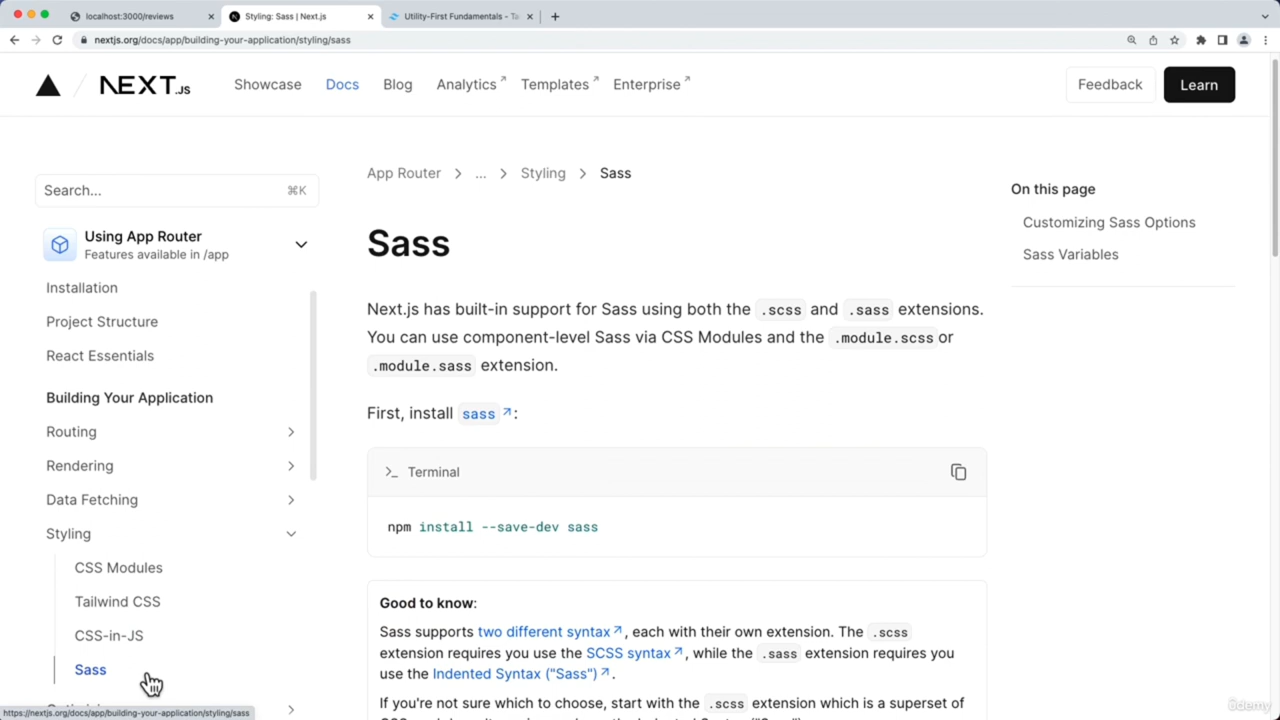 localhost:3000/reviews
Styling: Sass | Next.js
Utility-First Fundamentals - Ta
nextjs.org/docs/app/building-your-application/styling/sass
NEXT.JS
Showcase
Docs
Blog
Analytics
Templates
Enterprise
Feedback
Learn
Search...
⌘K
Using App Router
Features available in /app
Installation
Project Structure
React Essentials
Building Your Application
Routing
Rendering
Data Fetching
Styling
CSS Modules
Tailwind CSS
CSS-in-JS
Sass
https://nextjs.org/docs/app/building-your-application/styling/sass
App Router > ... > Styling > Sass
Sass
Next.js has built-in support for Sass using both the .scss and .sass extensions.
You can use component-level Sass via CSS Modules and the .module.scss or
.module.sass extension.
First, install sass :
>_ Terminal
npm install --save-dev sass
Good to know:
Sass supports two different syntax , each with their own extension. The .scss
extension requires you use the SCSS syntax , while the .sass extension requires you
use the Indented Syntax ("Sass") .
If you're not sure which to choose, start with the .scss extension which is a superset of
On this page
Customizing Sass Options
Sass Variables
ûdemy